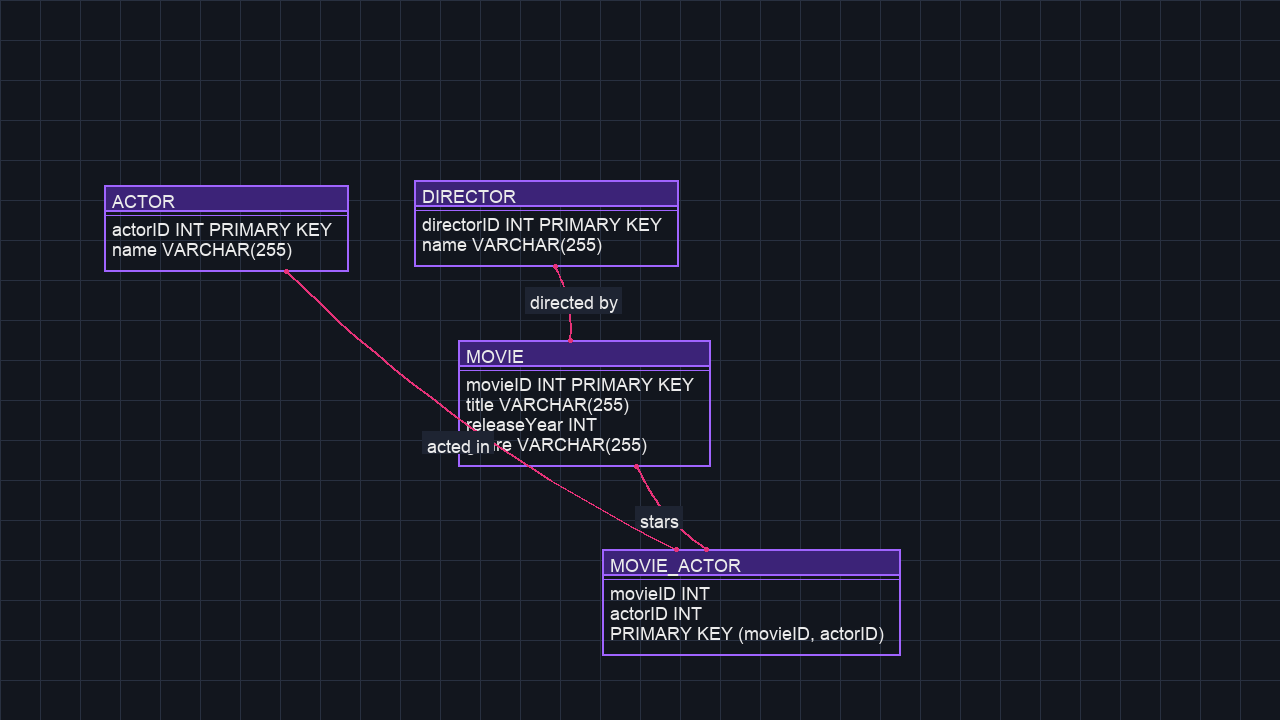 ACTOR
actorID INT PRIMARY KEY
name VARCHAR(255)
DIRECTOR
directorID INT PRIMARY KEY
name VARCHAR(255)
directed by
MOVIE
movieID INT PRIMARY KEY
title VARCHAR(255)
releaseYear INT
VARCHAR(255)
acted in
stars
MOVIE_ACTOR
movieID INT
actorID INT
PRIMARY KEY (movieID, actorID)